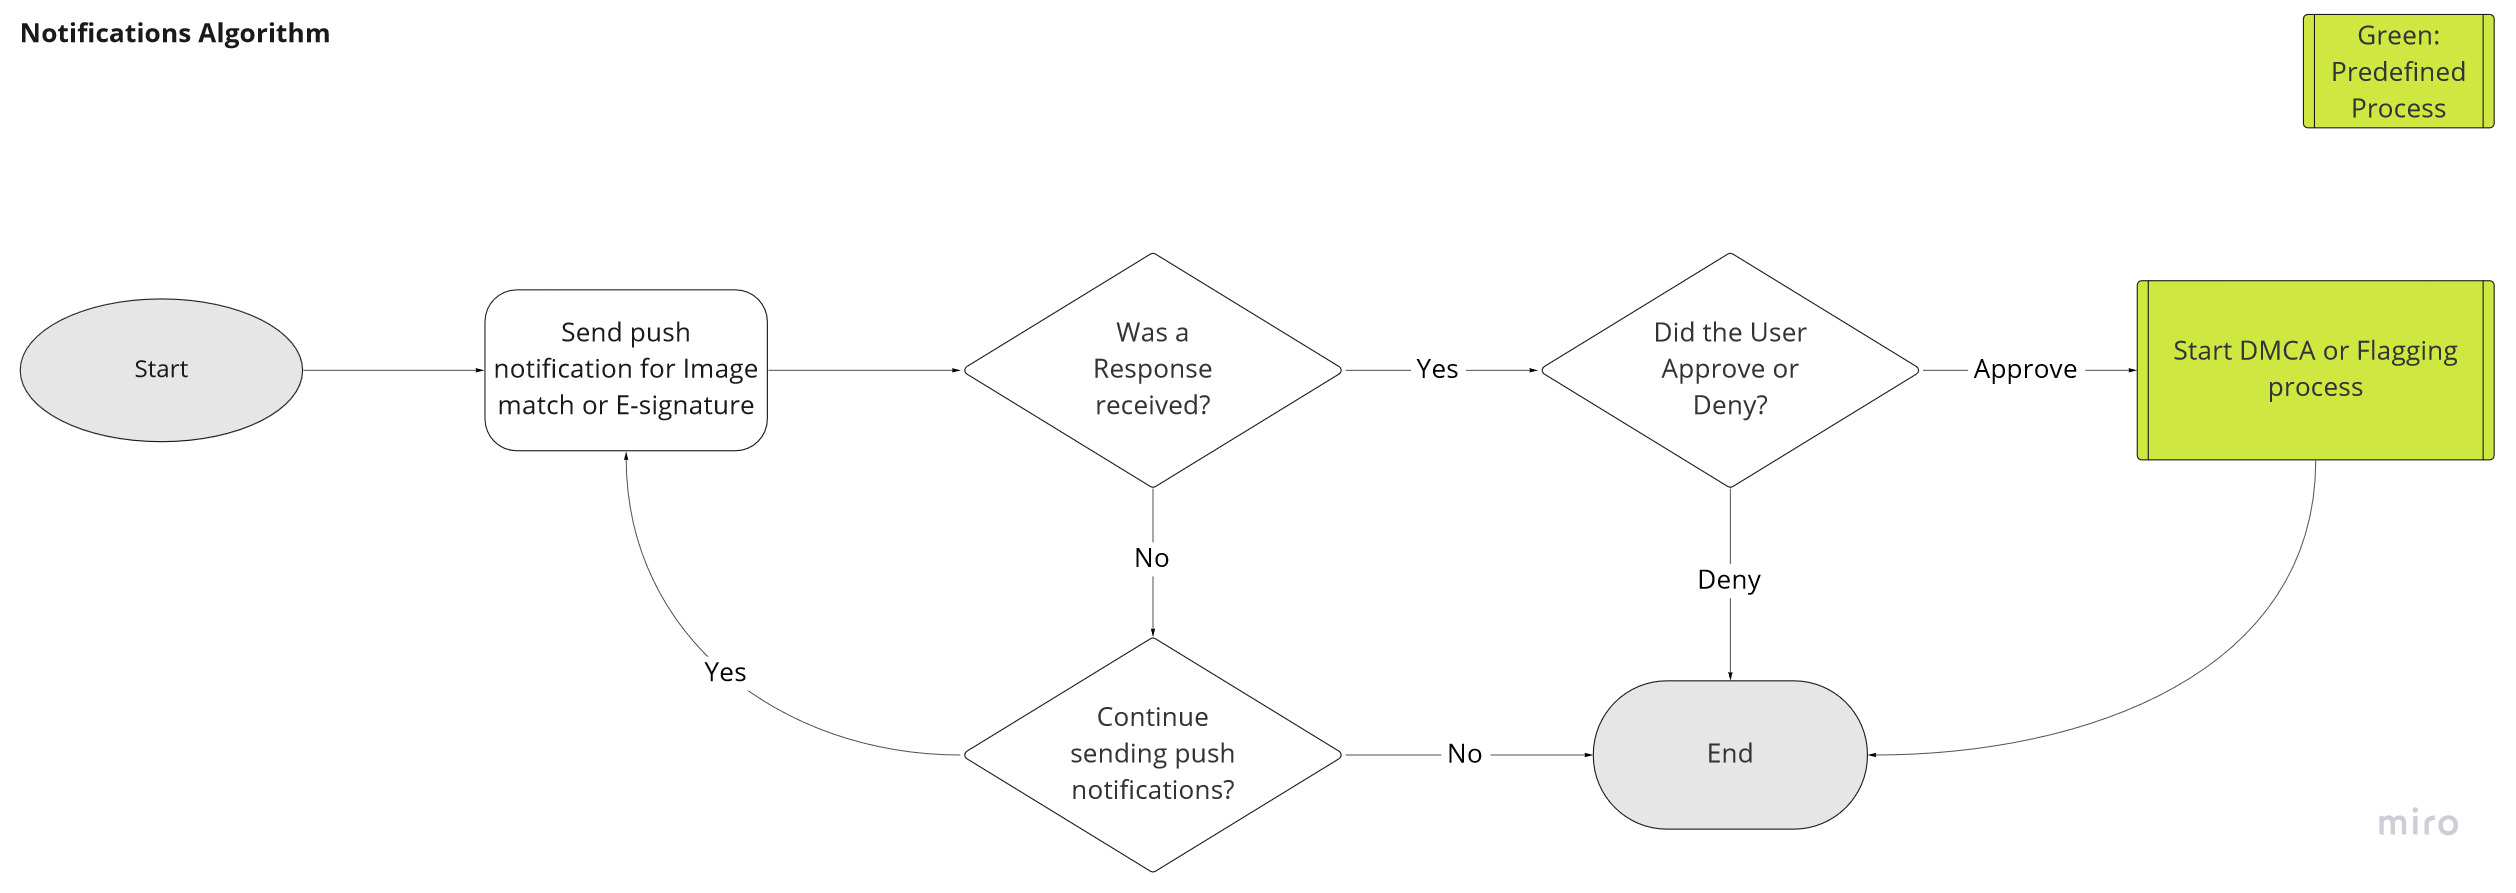 Notifications Algorithm
Green:
Predefined
Process
Start
Send push
notification for Image
match or E-signature
Was a
Response
received?
Yes
Did the User
Approve or
Deny?
Approve
Start DMCA or Flagging
process
No
Deny
Yes
Continue
sending push
notifications?
No
End
miro